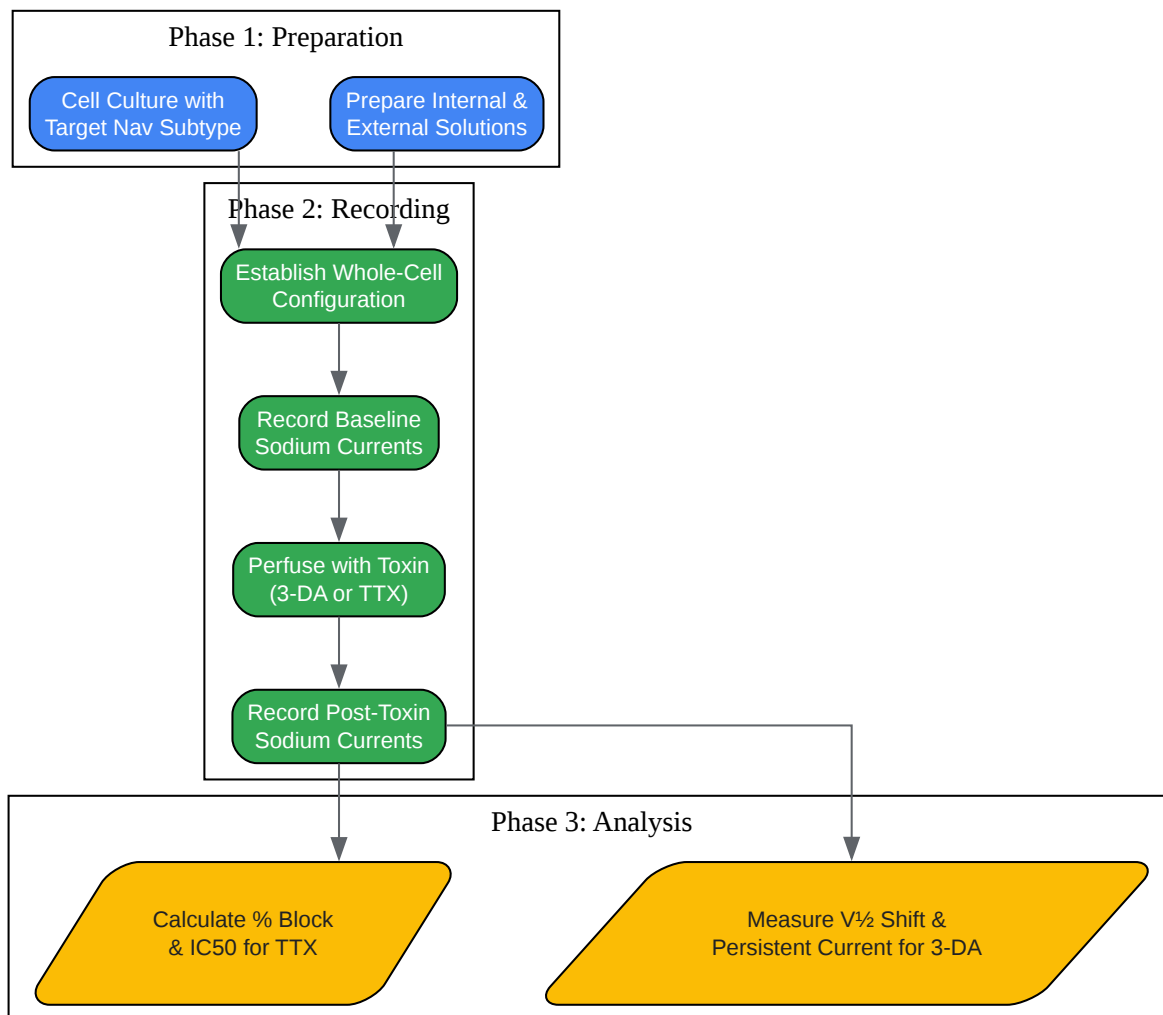 Phase 1: Preparation
Cell Culture with
Target Nav Subtype
Prepare Internal &
External Solutions
Phase 2: Recording
Establish Whole-Cell
Configuration
Record Baseline
Sodium Currents
Perfuse with Toxin
(3-DA or TTX)
Record Post-Toxin
Sodium Currents
Phase 3: Analysis
Calculate % Block
& IC50 for TTX
Measure V½ Shift &
Persistent Current for 3-DA